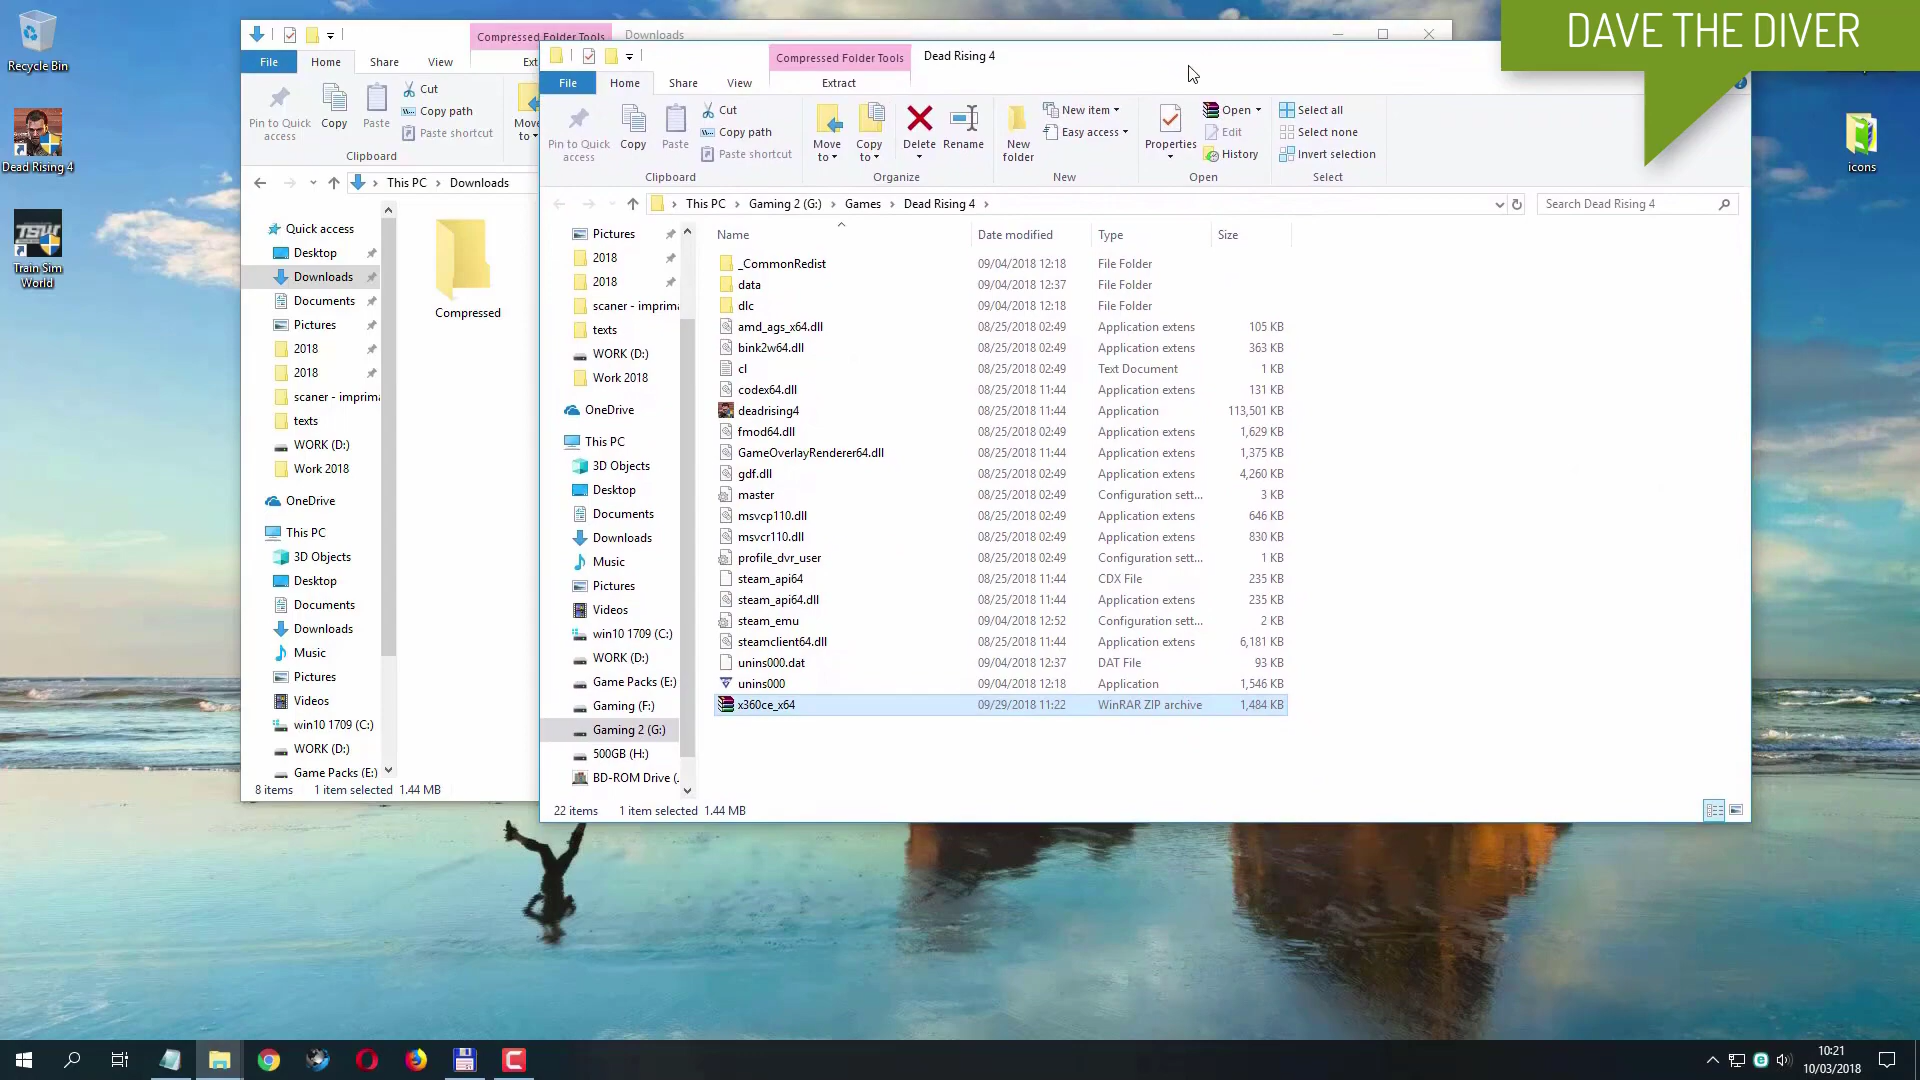 DAVE THE DIVER
Recycle Bin
Dead Rising 4
Train Sim
World
icons
Compressed Folder Tools
Downloads
File
Home
Share
View
Ext
Pin to Quick
access
Copy
Paste
Cut
Copy path
Paste shortcut
Move
to
Clipboard
This PC
Downloads
Quick access
Desktop
Downloads
Documents
Pictures
2018
2018
scaner - imprima
texts
WORK (D:)
Work 2018
OneDrive
This PC
3D Objects
Desktop
Documents
Downloads
Music
Pictures
Videos
win10 1709 (C:)
WORK (D:)
Game Packs (E:)
Compressed
8 items
1 item selected 1.44 MB
Compressed Folder Tools
Dead Rising 4
File
Home
Share
View
Extract
Pin to Quick
access
Copy
Paste
Cut
Copy path
Paste shortcut
Clipboard
Move
to
Copy
to
Delete
Rename
Organize
New
folder
New item
Easy access
New
Properties
Open
Edit
History
Open
Select all
Select none
Invert selection
Select
This PC
Gaming 2 (G:)
Games
Dead Rising 4
Search Dead Rising 4
Pictures
2018
2018
scaner - imprima
texts
WORK (D:)
Work 2018
OneDrive
This PC
3D Objects
Desktop
Documents
Downloads
Music
Pictures
Videos
win10 1709 (C:)
WORK (D:)
Game Packs (E:)
Gaming (F:)
Gaming 2 (G:)
500GB (H:)
BD-ROM Drive (
Name Date modified Type Size
_CommonRedist 09/04/2018 12:18 File Folder
data 09/04/2018 12:37 File Folder
dlc 09/04/2018 12:18 File Folder
amd_ags_x64.dll 08/25/2018 02:49 Application extens 105 KB
bink2w64.dll 08/25/2018 02:49 Application extens 363 KB
cl 08/25/2018 02:49 Text Document 1 KB
codex64.dll 08/25/2018 11:44 Application extens 131 KB
deadrising4 08/25/2018 11:44 Application 113,501 KB
fmod64.dll 08/25/2018 02:49 Application extens 1,629 KB
GameOverlayRenderer64.dll 08/25/2018 11:44 Application extens 1,375 KB
gdf.dll 08/25/2018 02:49 Application extens 4,260 KB
master 08/25/2018 02:49 Configuration sett... 3 KB
msvcp110.dll 08/25/2018 02:49 Application extens 646 KB
msvcr110.dll 08/25/2018 02:49 Application extens 830 KB
profile_dvr_user 08/25/2018 02:49 Configuration sett... 1 KB
steam_api64 08/25/2018 11:44 CDX File 235 KB
steam_api64.dll 08/25/2018 11:44 Application extens 235 KB
steam_emu 09/04/2018 12:52 Configuration sett... 2 KB
steamclient64.dll 08/25/2018 11:44 Application extens 6,181 KB
unins000.dat 09/04/2018 12:37 DAT File 93 KB
unins000 09/04/2018 12:18 Application 1,546 KB
x360ce_x64 09/29/2018 11:22 WinRAR ZIP archive 1,484 KB
22 items
1 item selected 1.44 MB
10:21
10/03/2018